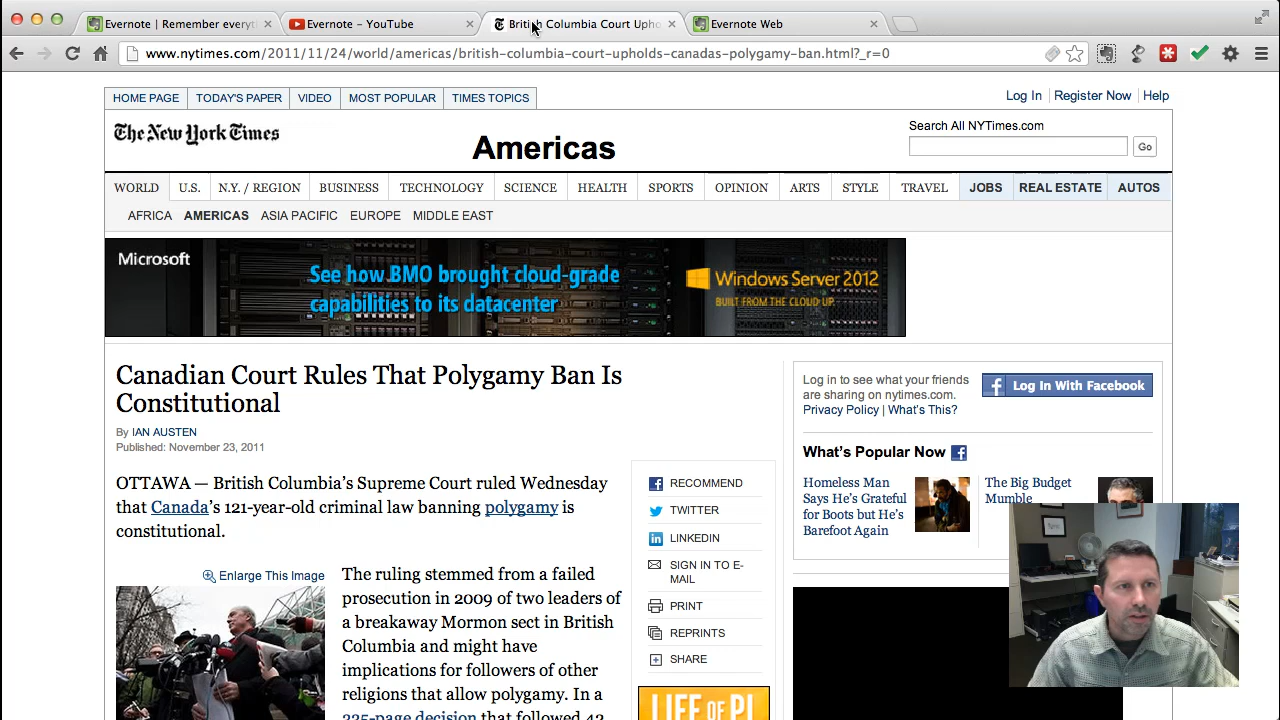 Evernote | Remember everyt
Evernote – YouTube
British Columbia Court Upho
Evernote Web
www.nytimes.com/2011/11/24/world/americas/british-columbia-court-upholds-canadas-polygamy-ban.html?_r=0
HOME PAGE
TODAY'S PAPER
VIDEO
MOST POPULAR
TIMES TOPICS
Log In
Register Now
Help
The New York Times
Americas
Search All NYTimes.com
Go
WORLD
U.S.
N.Y. / REGION
BUSINESS
TECHNOLOGY
SCIENCE
HEALTH
SPORTS
OPINION
ARTS
STYLE
TRAVEL
JOBS
REAL ESTATE
AUTOS
AFRICA
AMERICAS
ASIA PACIFIC
EUROPE
MIDDLE EAST
Microsoft
See how BMO brought cloud-grade
capabilities to its datacenter
Windows Server 2012
BUILT FROM THE CLOUD UP
Canadian Court Rules That Polygamy Ban Is
Constitutional
By IAN AUSTEN
Published: November 23, 2011
OTTAWA — British Columbia's Supreme Court ruled Wednesday
that Canada's 121-year-old criminal law banning polygamy is
constitutional.
Enlarge This Image
The ruling stemmed from a failed
prosecution in 2009 of two leaders of
a breakaway Mormon sect in British
Columbia and might have
implications for followers of other
religions that allow polygamy. In a
335-page decision that followed 42
RECOMMEND
TWITTER
LINKEDIN
SIGN IN TO E-
MAIL
PRINT
REPRINTS
SHARE
LIFE OF PI
Log in to see what your friends
are sharing on nytimes.com.
Privacy Policy | What's This?
Log In With Facebook
What's Popular Now
Homeless Man
Says He's Grateful
for Boots but He's
Barefoot Again
The Big Budget
Mumble